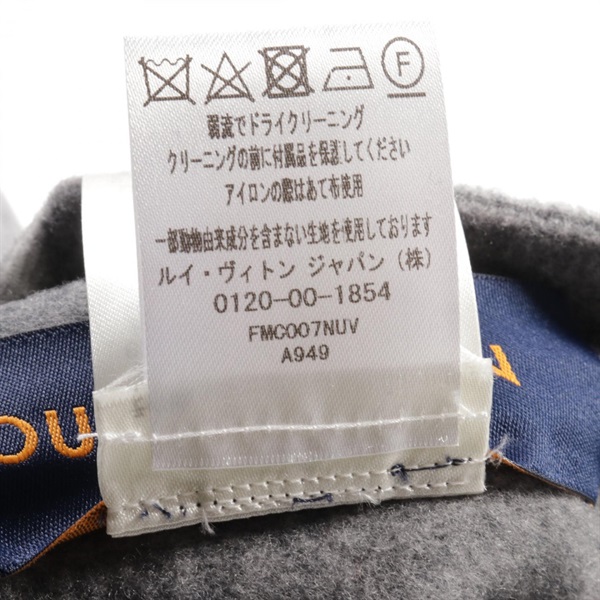 F
弱流でドライクリーニング
クリーニングの前に付属品を保護してください
アイロンの際はあて布使用
一部動物由来成分を含まない生地を使用しております
ルイ・ヴィトン ジャパン (株)
0120-00-1854
FMC007NUV
A949